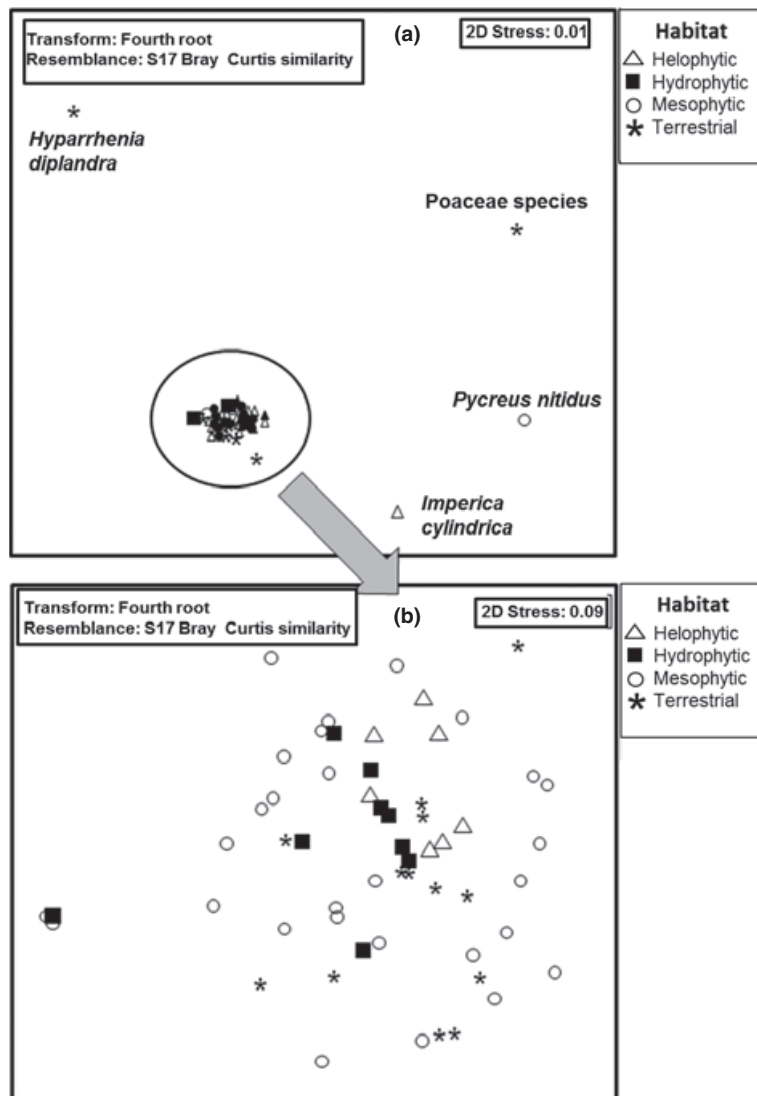 Transform: Fourth root
Resemblance: S17 Bray Curtis similarity
(a)
2D Stress: 0.01
Habitat
Helophytic
Hydrophytic
Mesophytic
Terrestrial
Hyparrhenia
diplandra
Poaceae species
Pycreus nitidus
Imperica
cylindrica
Transform: Fourth root
Resemblance: S17 Bray Curtis similarity
(b)
2D Stress: 0.09
Habitat
Helophytic
Hydrophytic
Mesophytic
Terrestrial